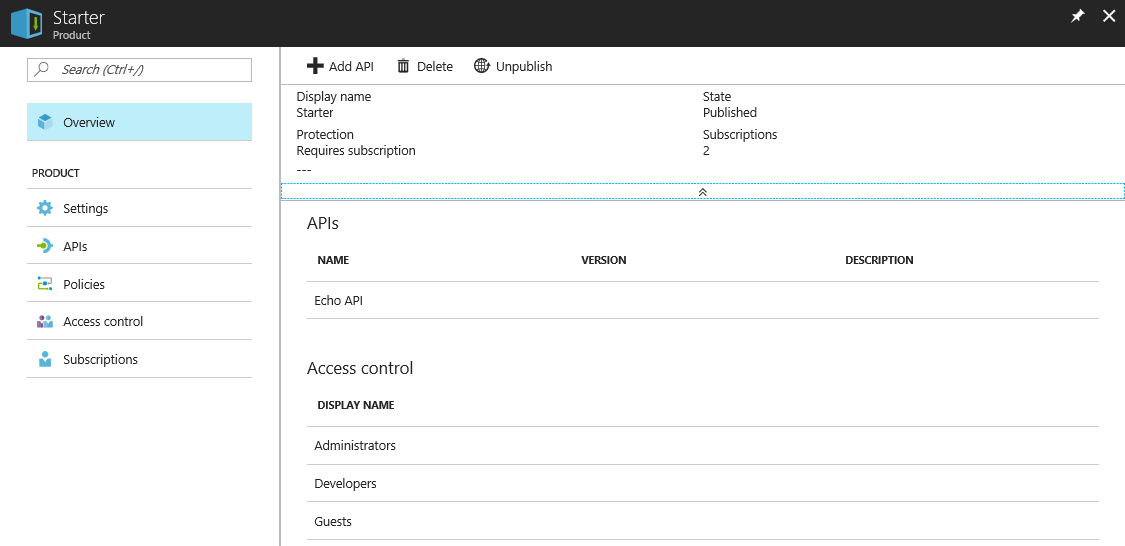 Starter
Product
Search (Ctrl+/)
Overview
PRODUCT
Settings
APIs
Policies
Access control
Subscriptions
Add API Delete Unpublish
Display name State
Starter Published
Protection Subscriptions
Requires subscription 2
---
APIs
NAME VERSION DESCRIPTION
Echo API
Access control
DISPLAY NAME
Administrators
Developers
Guests